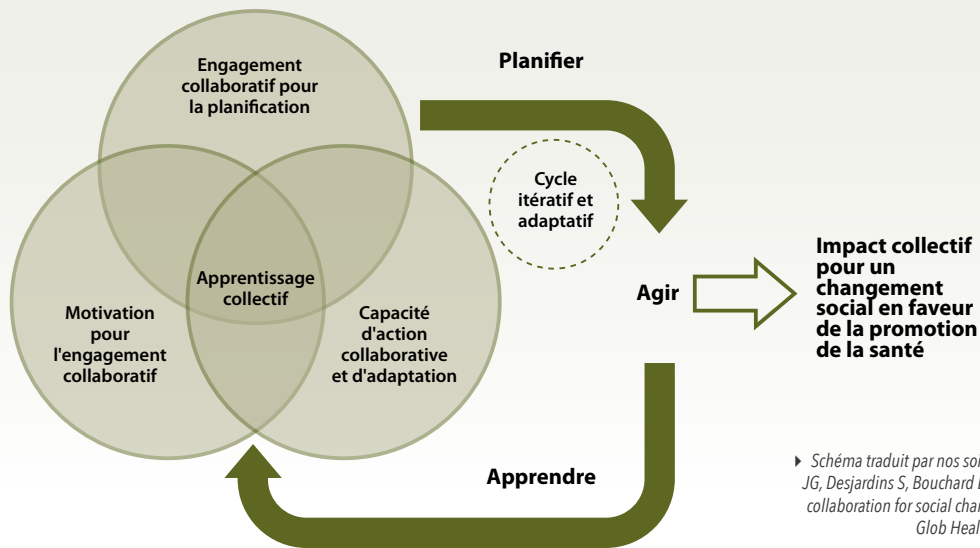 Engagement
collaboratif pour
la planification
Planifier
Cycle
itératif et
adaptatif
Apprentissage
collectif
Motivation
pour
l'engagement
collaboratif
Capacité
d'action
collaborative
et d'adaptation
Agir
Impact collectif
pour un
changement
social en faveur
de la promotion
de la santé
Apprendre
Schéma traduit par nos
JG, Desjardins S, Bouchard
collaboration for social
Glob